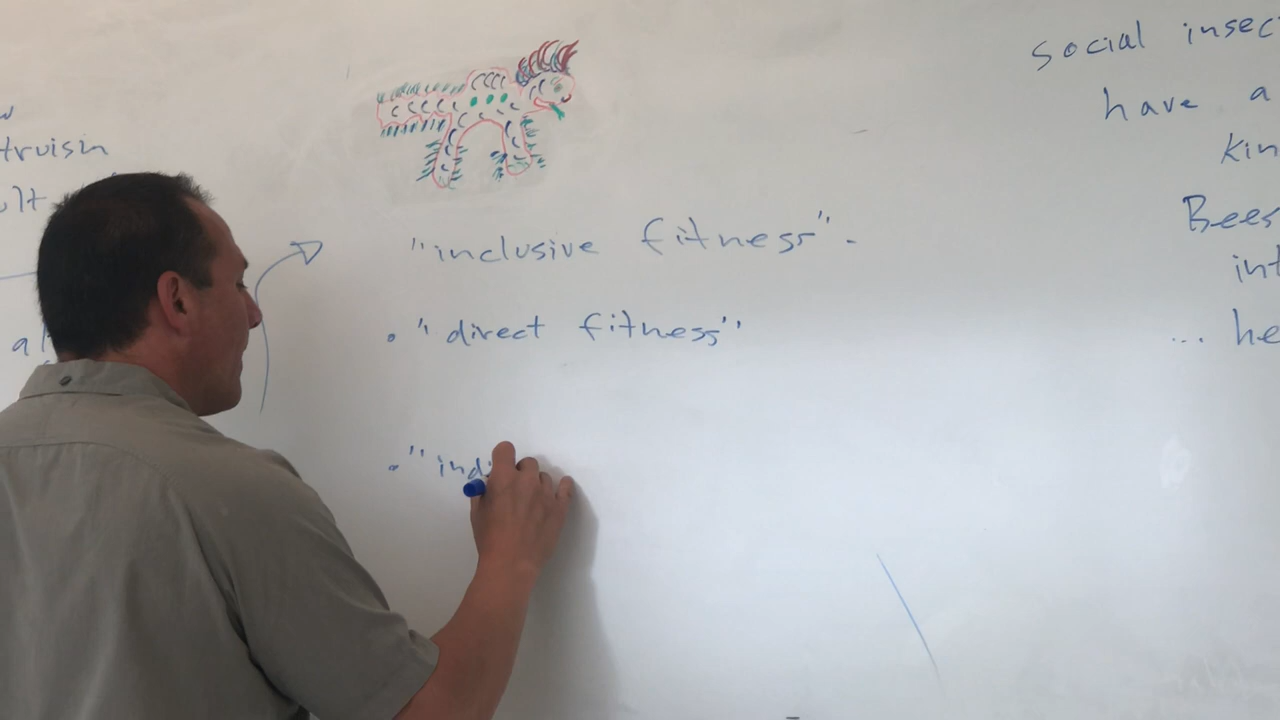 "inclusive fitness".
• "direct fitness"
• "ind
social insec
have a
kin
Bees
int
... he